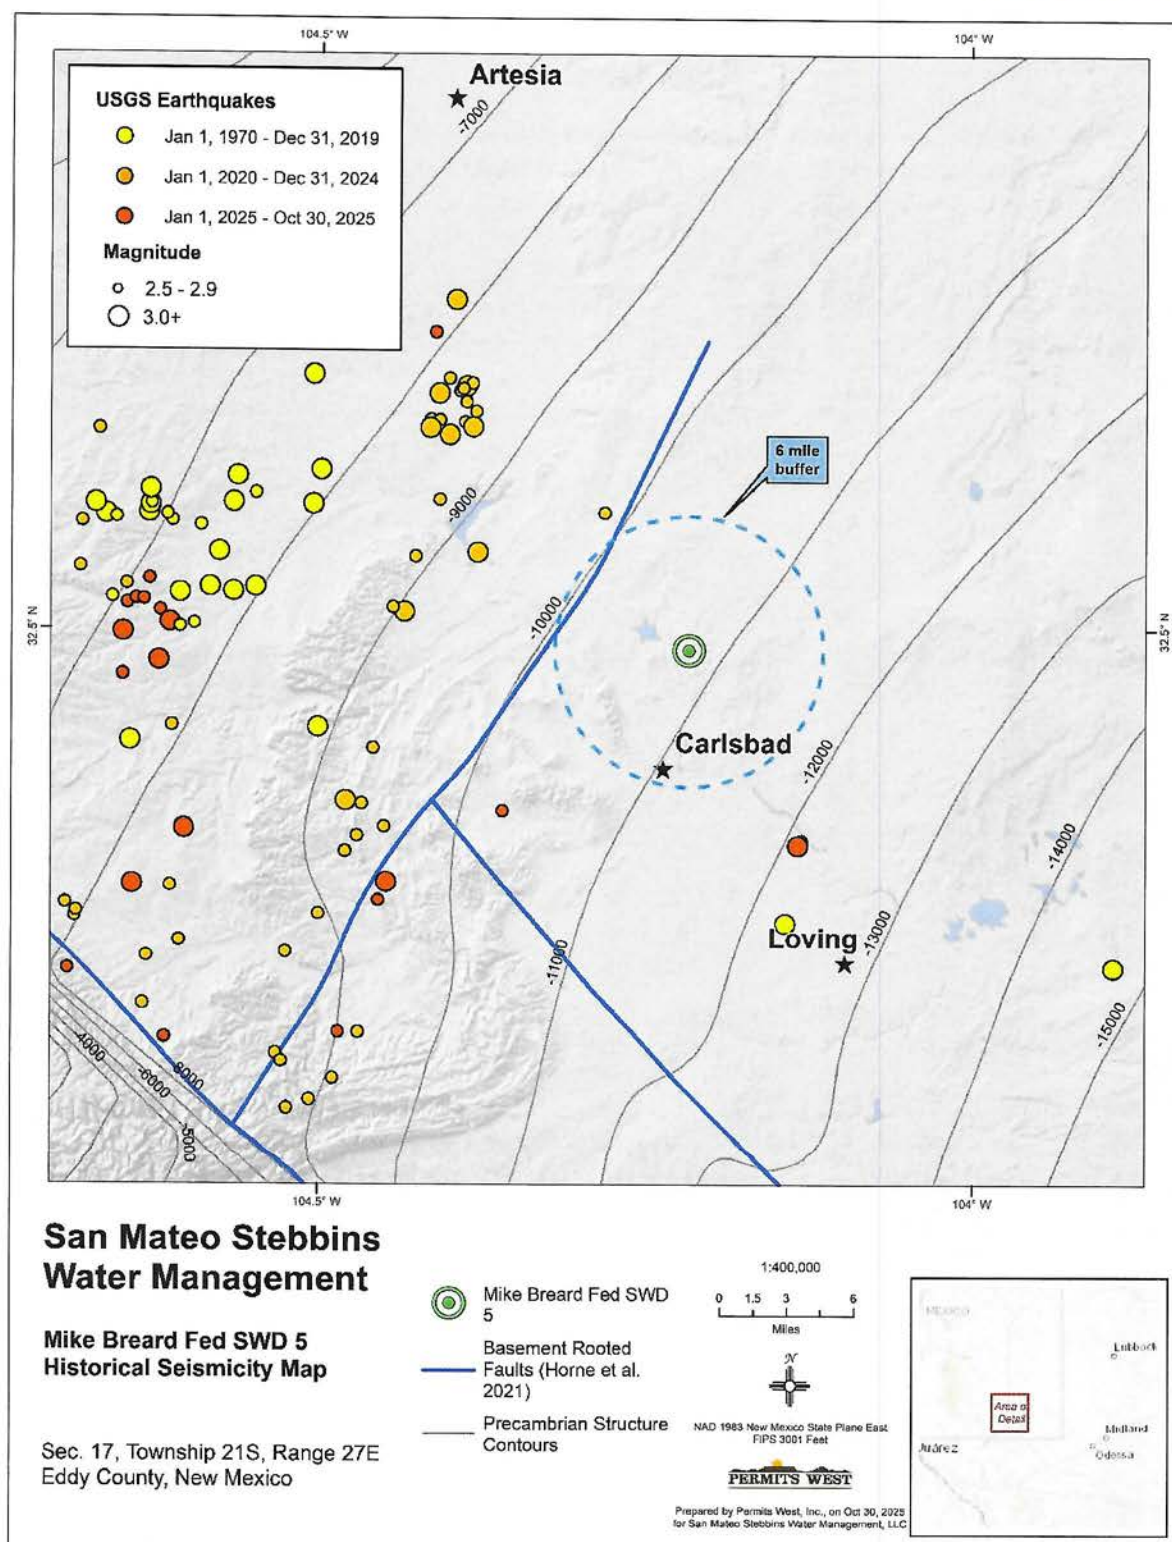 104.5° W
104° W
Artesia
-7000
USGS Earthquakes
Jan 1, 1970 - Dec 31, 2019
Jan 1, 2020 - Dec 31, 2024
Jan 1, 2025 - Oct 30, 2025
Magnitude
2.5 - 2.9
3.0+
6 mile
buffer
-9000
-10000
32.5° N
32.5° N
Carlsbad
-12000
-14000
Loving
-13000
-11000
-15000
-4000
-6000
-8000
-5000
104.5° W
104° W
San Mateo Stebbins
Water Management
Mike Breard Fed SWD 5
Historical Seismicity Map
Sec. 17, Township 21S, Range 27E
Eddy County, New Mexico
Mike Breard Fed SWD
5
Basement Rooted
Faults (Horne et al.
2021)
Precambrian Structure
Contours
1:400,000
0 1.5 3 6
Miles
N
NAD 1983 New Mexico State Plane East
FIPS 3001 Feet
PERMITS WEST
Prepared by Permits West, Inc., on Oct 30, 2025
for San Mateo Stebbins Water Management, LLC
MEXICO
Lubbock
Area o
Detail
Midland
Odessa
Juárez